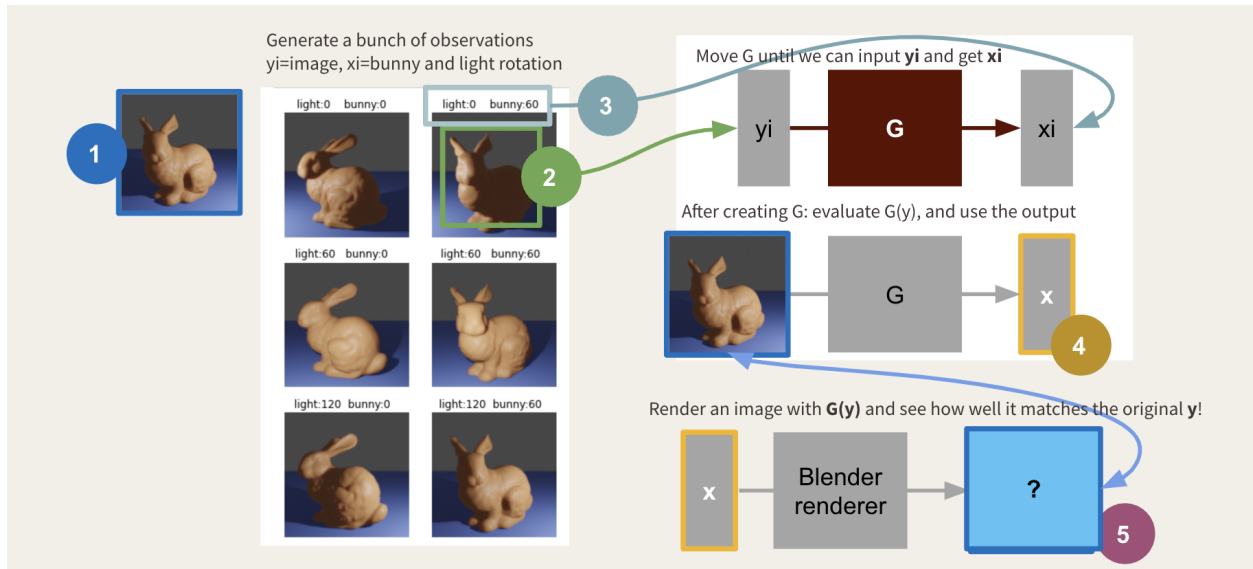 Generate a bunch of observations
yi=image, xi=bunny and light rotation
1
light:0 bunny:0
light:0 bunny:60
3
2
light:60 bunny:0
light:60 bunny:60
light:120 bunny:0
light:120 bunny:60
Move G until we can input yi and get xi
yi
G
xi
After creating G: evaluate G(y), and use the output
G
x
4
Render an image with G(y) and see how well it matches the original y!
x
Blender
renderer
?
5